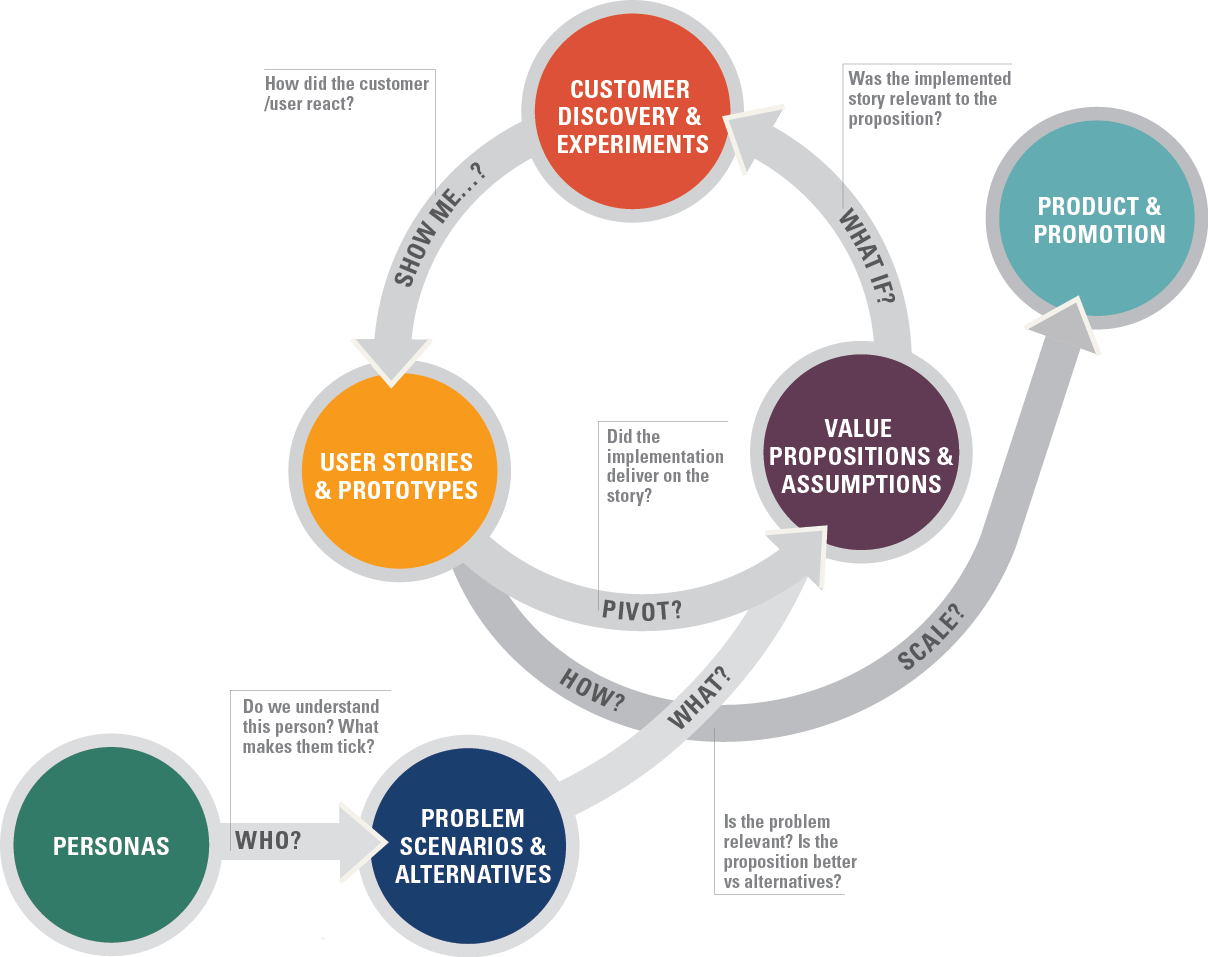 How did the customer
/user react?
CUSTOMER
DISCOVERY &
EXPERIMENTS
Was the implemented
story relevant to the
proposition?
PRODUCT &
PROMOTION
SHOW ME...?
WHAT IF?
USER STORIES
& PROTOTYPES
Did the
implementation
deliver on the
story?
VALUE
PROPOSITIONS &
ASSUMPTIONS
PIVOT?
HOW?
WHAT?
SCALE?
Do we understand
this person? What
makes them tick?
PERSONAS
WHO?
PROBLEM
SCENARIOS &
ALTERNATIVES
Is the problem
relevant? Is the
proposition better
vs alternatives?